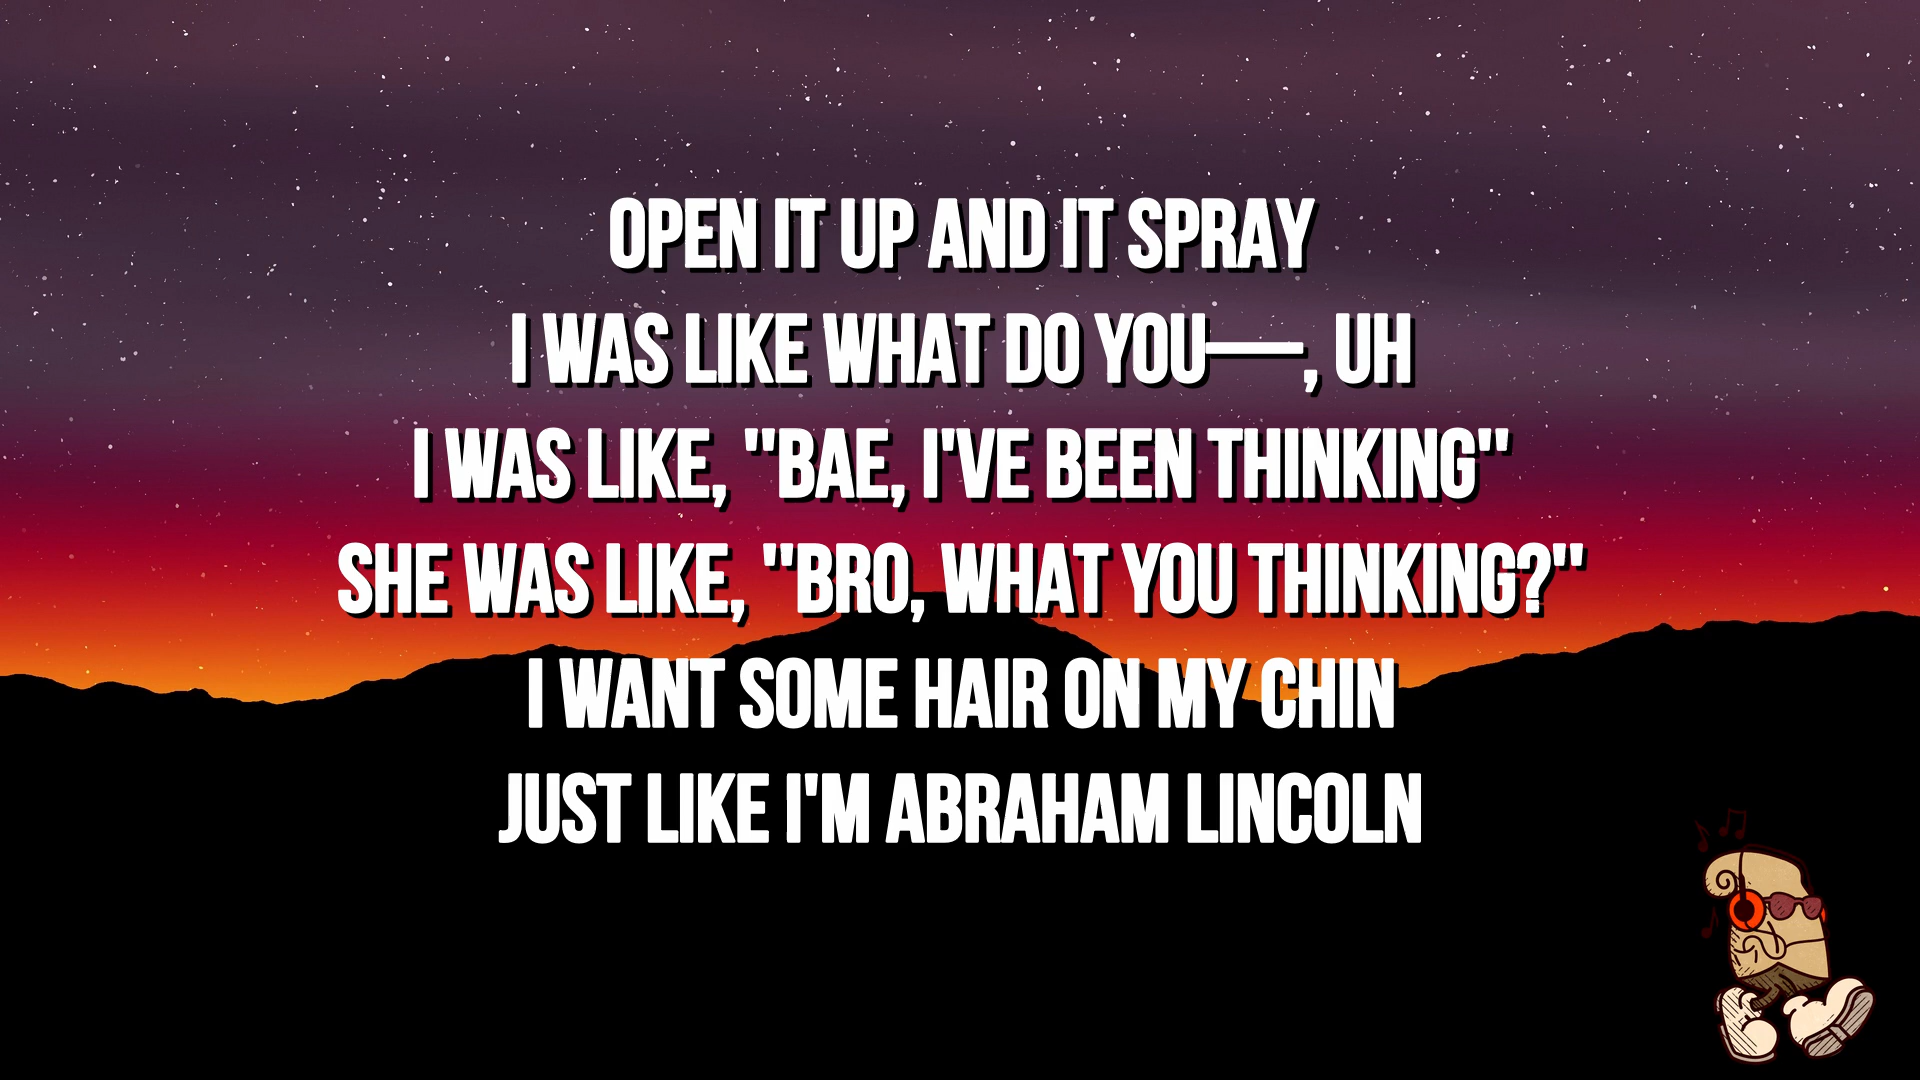 OPEN IT UP AND IT SPRAY
I WAS LIKE WHAT DO YOU—, UH
I WAS LIKE, "BAE, I'VE BEEN THINKING"
SHE WAS LIKE, "BRO, WHAT YOU THINKING?"
I WANT SOME HAIR ON MY CHIN
JUST LIKE I'M ABRAHAM LINCOLN